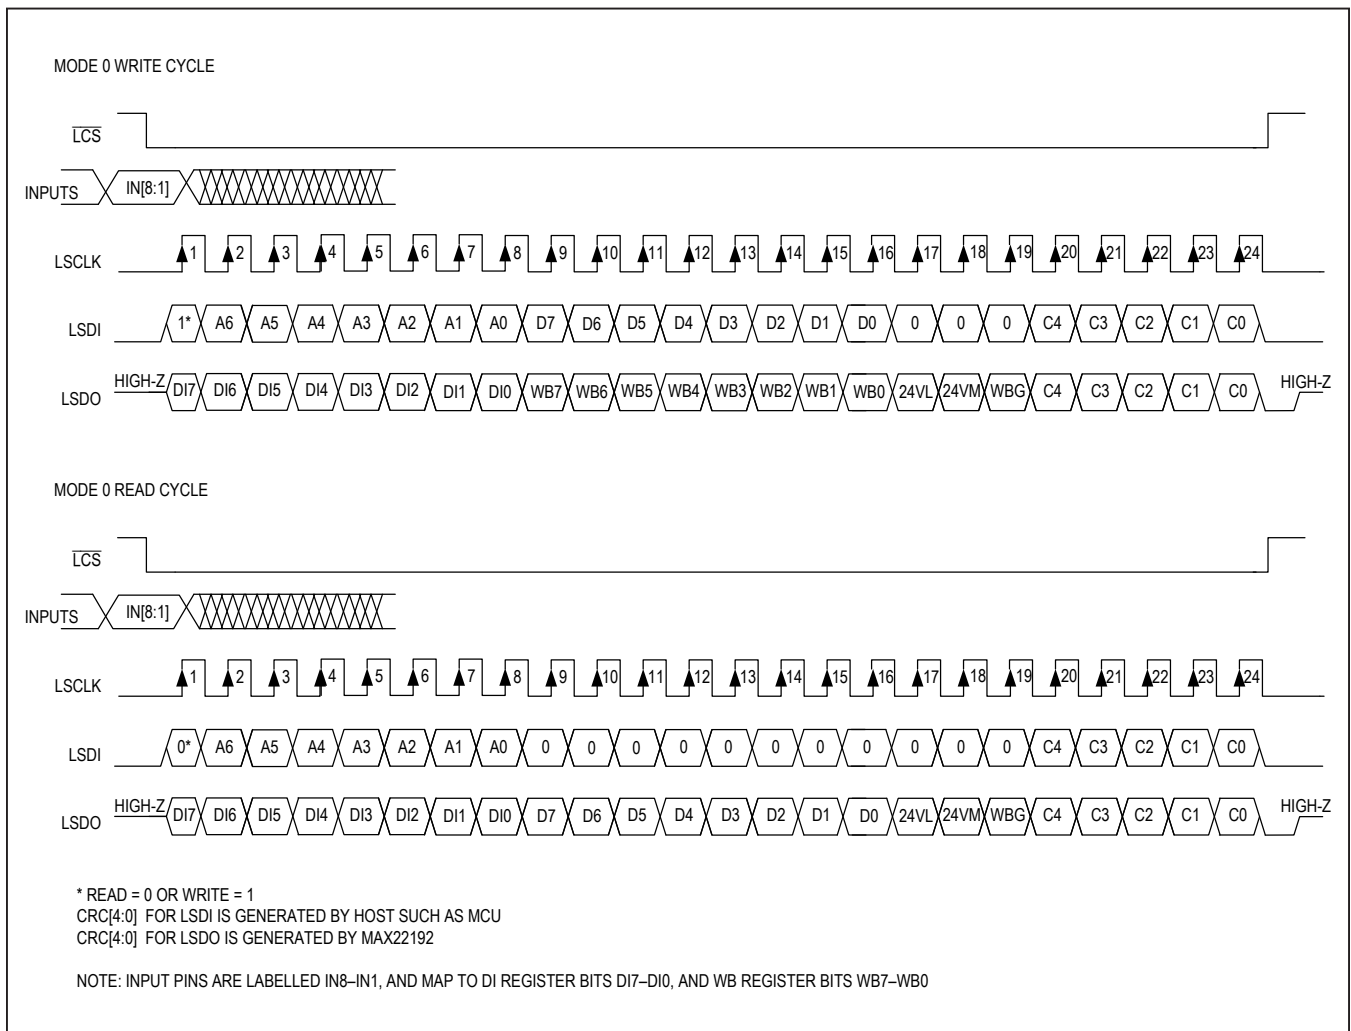 MODE 0 WRITE CYCLE
LCS
INPUTS IN[8:1]
LSCLK 1 2 3 4 5 6 7 8 9 10 11 12 13 14 15 16 17 18 19 20 21 22 23 24
LSDI 1* A6 A5 A4 A3 A2 A1 A0 D7 D6 D5 D4 D3 D2 D1 D0 0 0 0 C4 C3 C2 C1 C0
LSDO HIGH-Z DI7 DI6 DI5 DI4 DI3 DI2 DI1 DI0 WB7 WB6 WB5 WB4 WB3 WB2 WB1 WB0 24VL 24VM WBG C4 C3 C2 C1 C0 HIGH-Z
MODE 0 READ CYCLE
LCS
INPUTS IN[8:1]
LSCLK 1 2 3 4 5 6 7 8 9 10 11 12 13 14 15 16 17 18 19 20 21 22 23 24
LSDI 0* A6 A5 A4 A3 A2 A1 A0 0 0 0 0 0 0 0 0 0 0 0 C4 C3 C2 C1 C0
LSDO HIGH-Z DI7 DI6 DI5 DI4 DI3 DI2 DI1 DI0 D7 D6 D5 D4 D3 D2 D1 D0 24VL 24VM WBG C4 C3 C2 C1 C0 HIGH-Z
* READ = 0 OR WRITE = 1
CRC[4:0] FOR LSDI IS GENERATED BY HOST SUCH AS MCU
CRC[4:0] FOR LSDO IS GENERATED BY MAX22192
NOTE: INPUT PINS ARE LABELLED IN8–IN1, AND MAP TO DI REGISTER BITS DI7–DI0, AND WB REGISTER BITS WB7–WB0